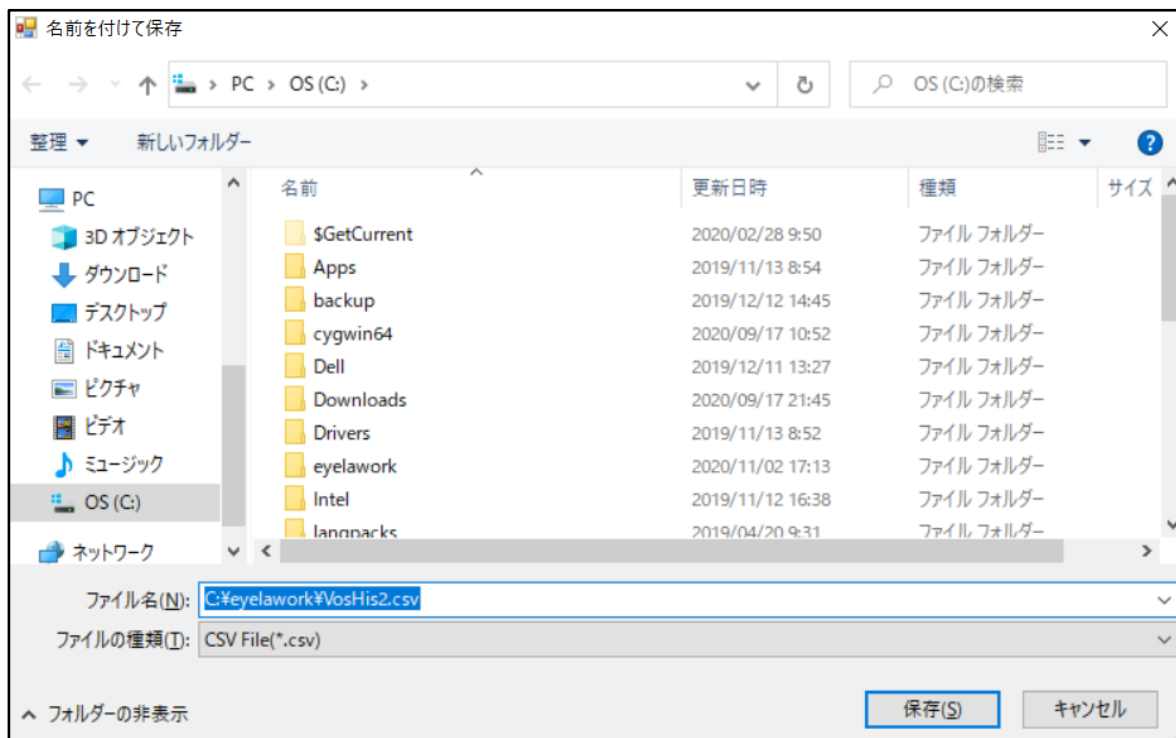 名前を付けて保存
PC › OS (C:) ›
OS (C:)の検索
整理
新しいフォルダー
PC
3D オブジェクト
ダウンロード
デスクトップ
ドキュメント
ピクチャ
ビデオ
ミュージック
OS (C:)
ネットワーク
名前 更新日時 種類 サイズ
$GetCurrent 2020/02/28 9:50 ファイル フォルダー
Apps 2019/11/13 8:54 ファイル フォルダー
backup 2019/12/12 14:45 ファイル フォルダー
cygwin64 2020/09/17 10:52 ファイル フォルダー
Dell 2019/12/11 13:27 ファイル フォルダー
Downloads 2020/09/17 21:45 ファイル フォルダー
Drivers 2019/11/13 8:52 ファイル フォルダー
eyelawork 2020/11/02 17:13 ファイル フォルダー
Intel 2019/11/12 16:38 ファイル フォルダー
langpacks 2019/04/20 9:31 ファイル フォルダー
ファイル名(N): C:¥eyelawork¥VosHis2.csv
ファイルの種類(T): CSV File(*.csv)
フォルダーの非表示
保存(S)
キャンセル